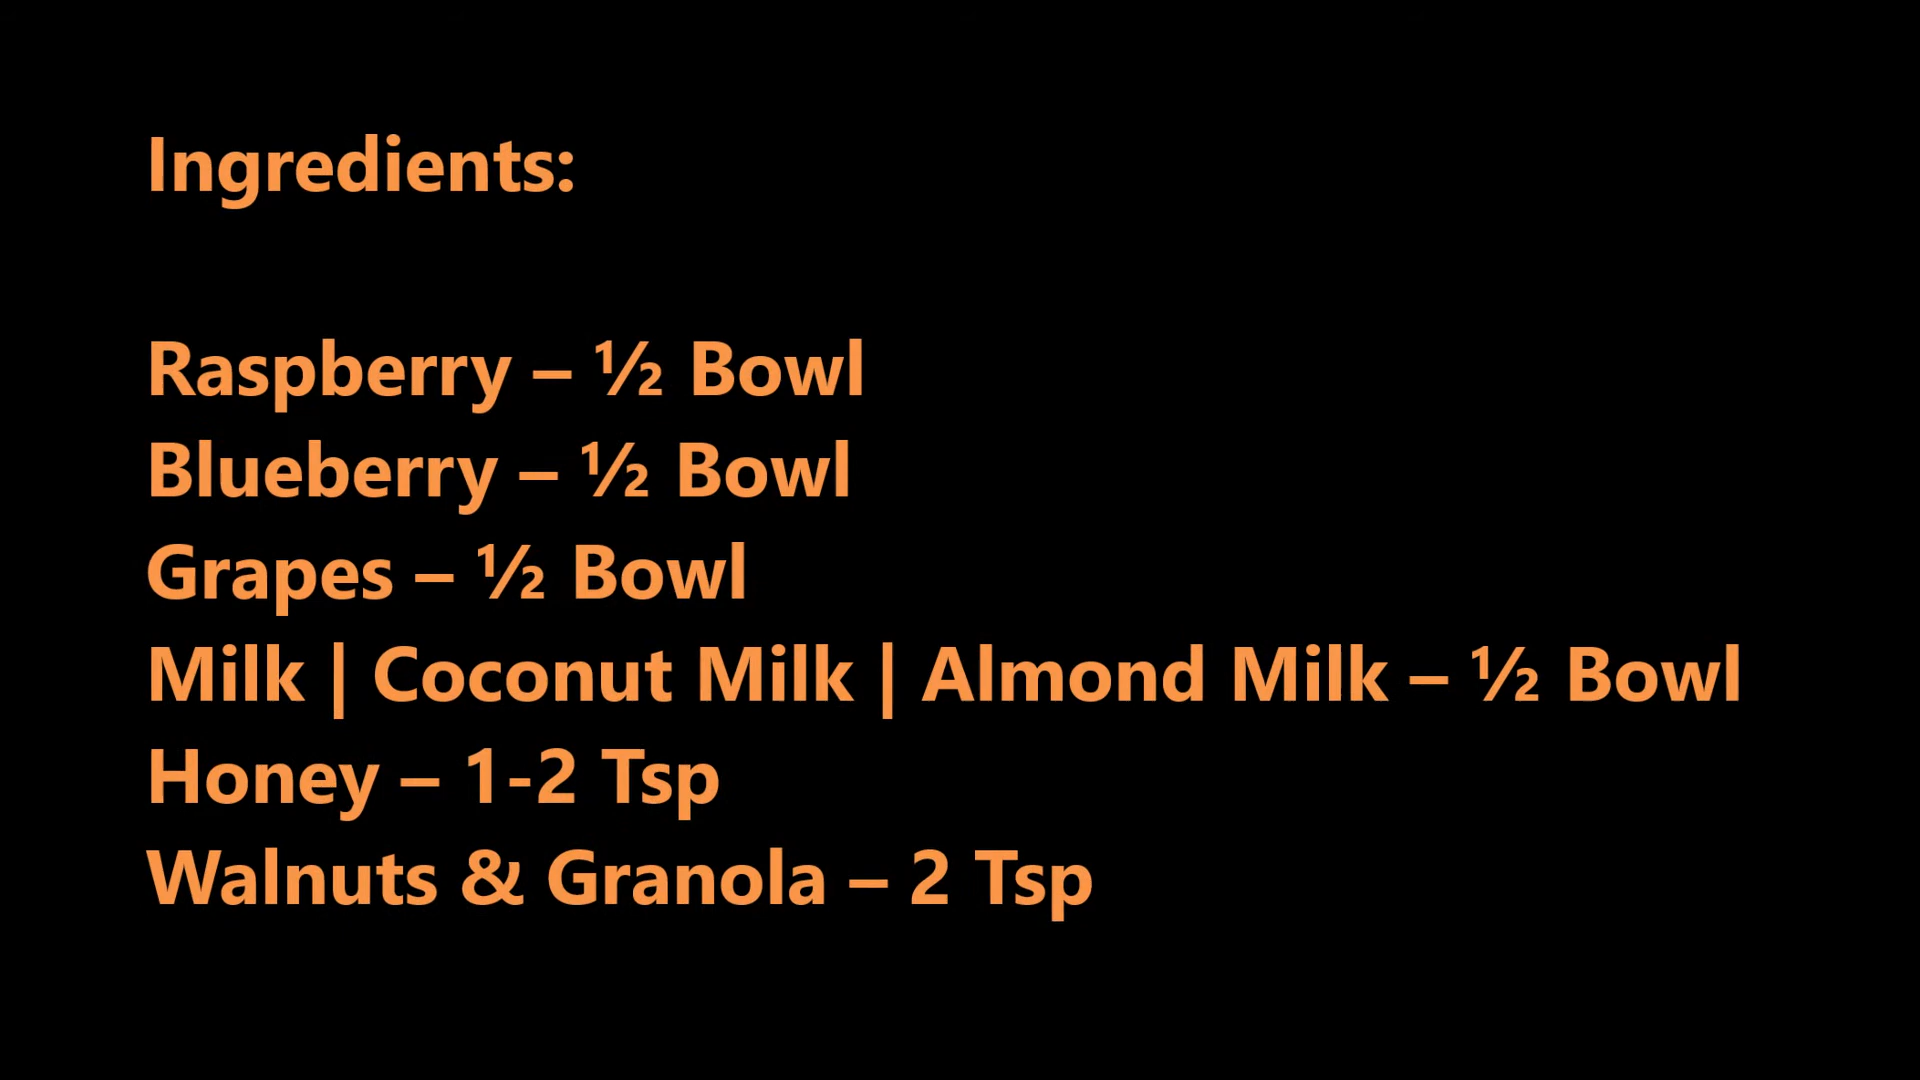 Ingredients:
Raspberry – ½ Bowl
Blueberry – ½ Bowl
Grapes – ½ Bowl
Milk | Coconut Milk | Almond Milk – ½ Bowl
Honey – 1-2 Tsp
Walnuts & Granola – 2 Tsp